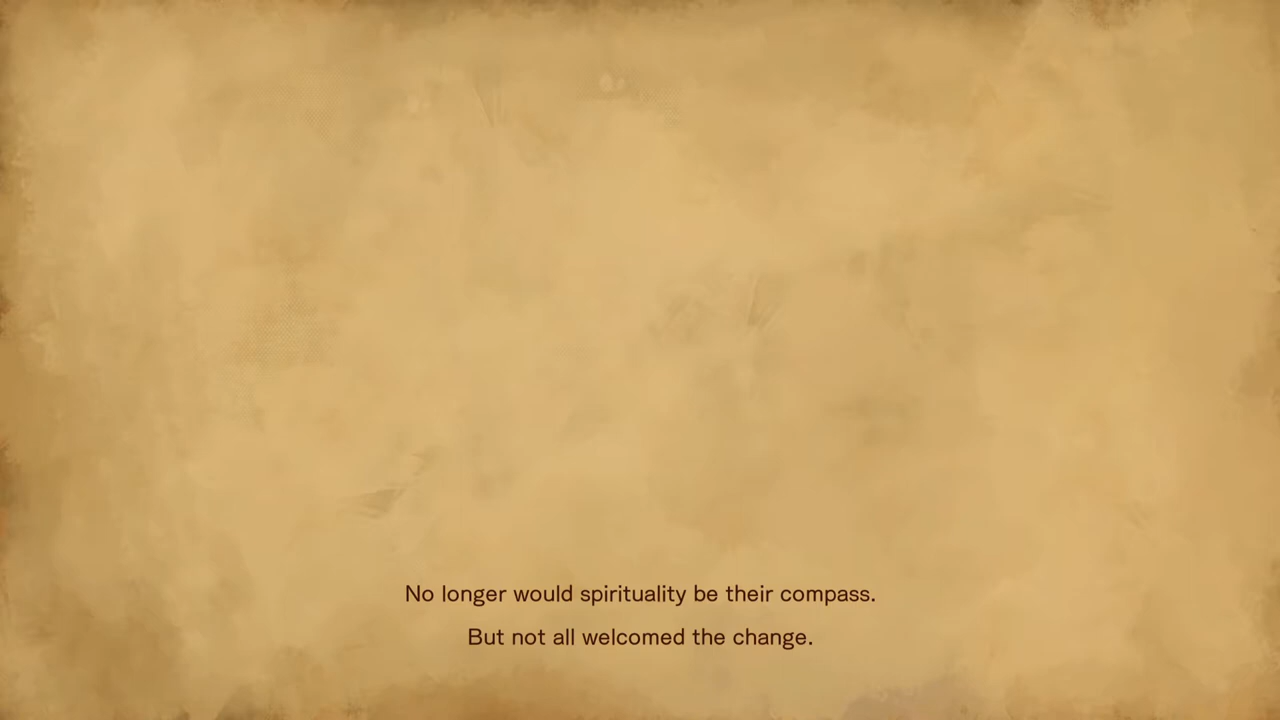 No longer would spirituality be their compass.
But not all welcomed the change.